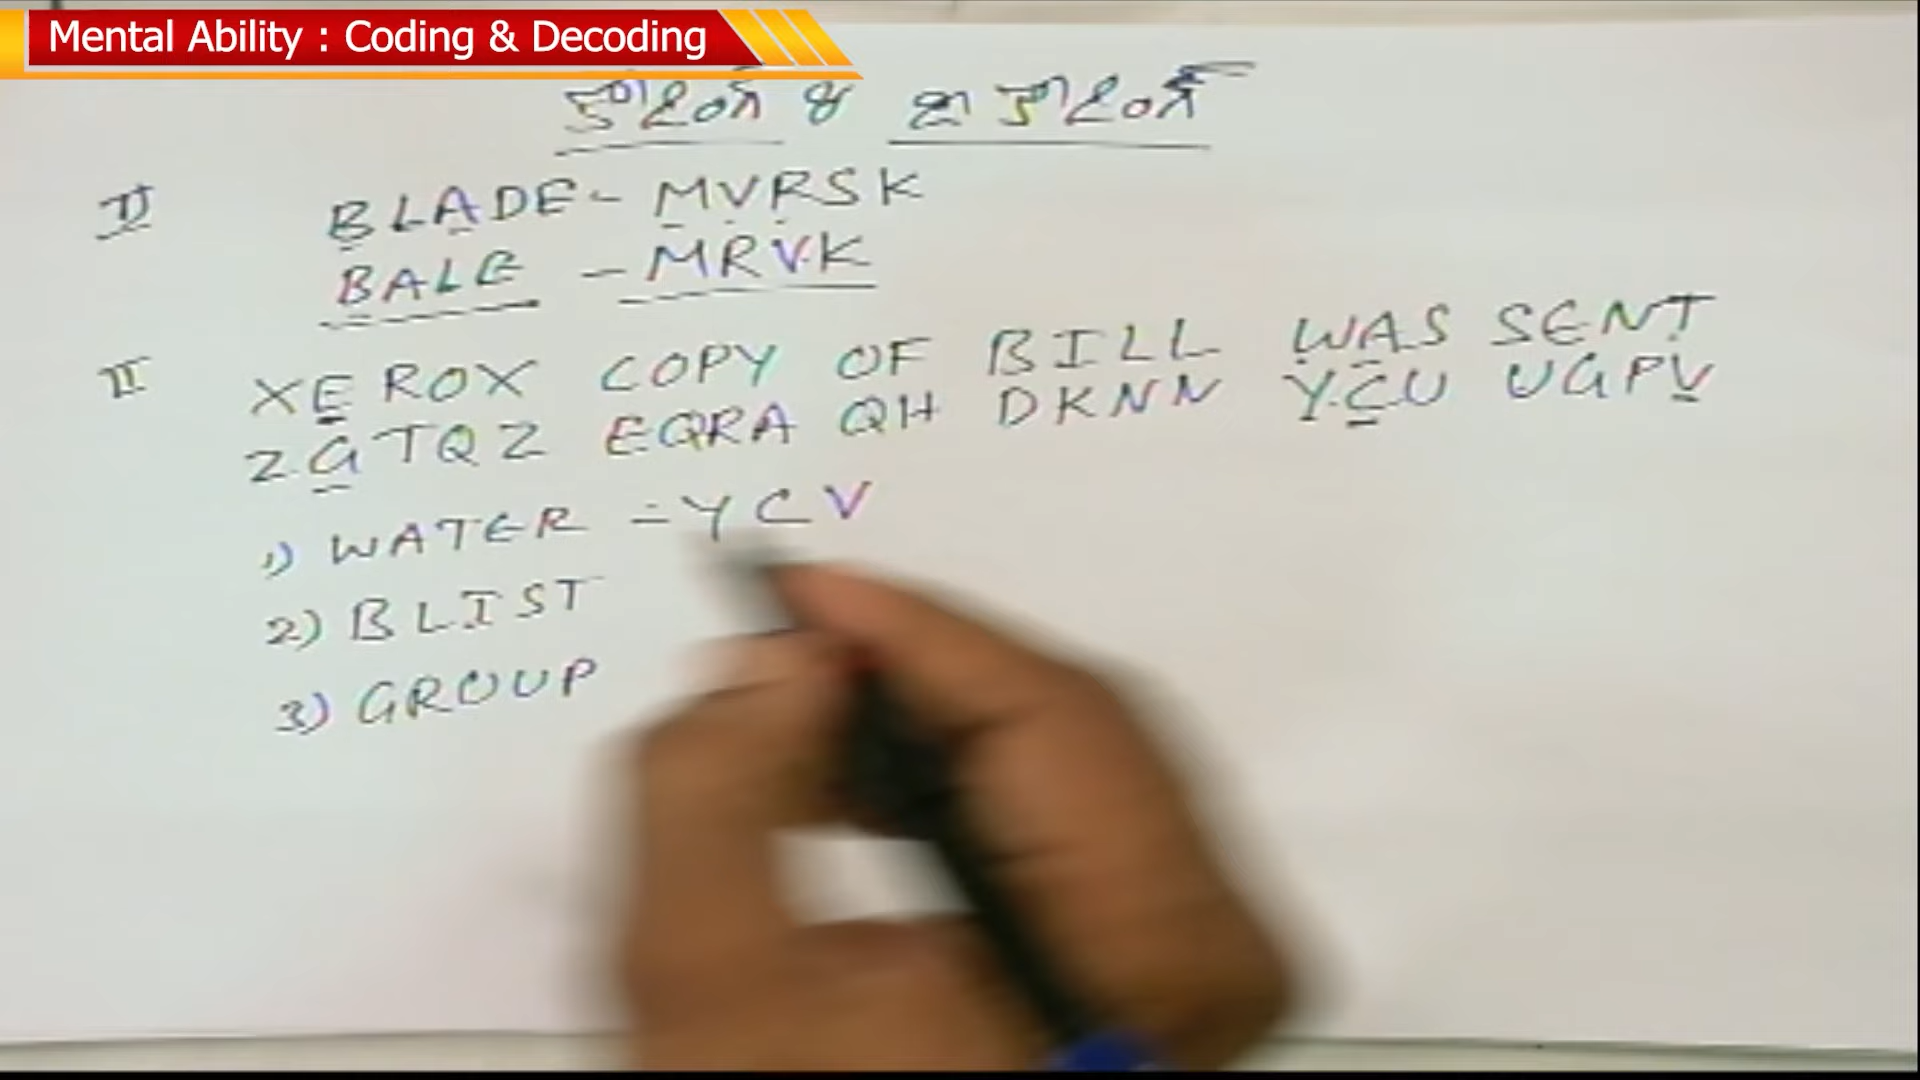 Mental Ability : Coding & Decoding
కోడింగ్ & డీకోడింగ్
II BLADE - MVRSK
BALE - MRVK
III XEROX COPY OF BILL WAS SENT
ZGTQZ EQRA QH DKNN YCU UGPV
1) WATER - YCV
2) BLIST
3) GROUP